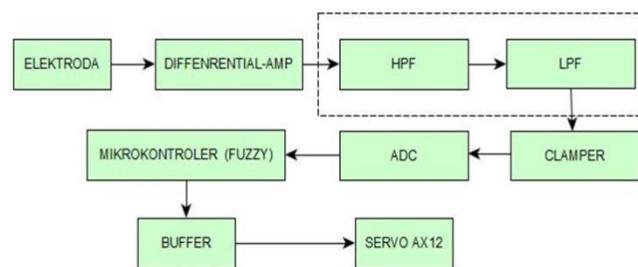 ELEKTRODA
DIFFENRENTIAL-AMP
HPF
LPF
CLAMPER
ADC
MIKROKONTROLER (FUZZY)
BUFFER
SERVO AX12